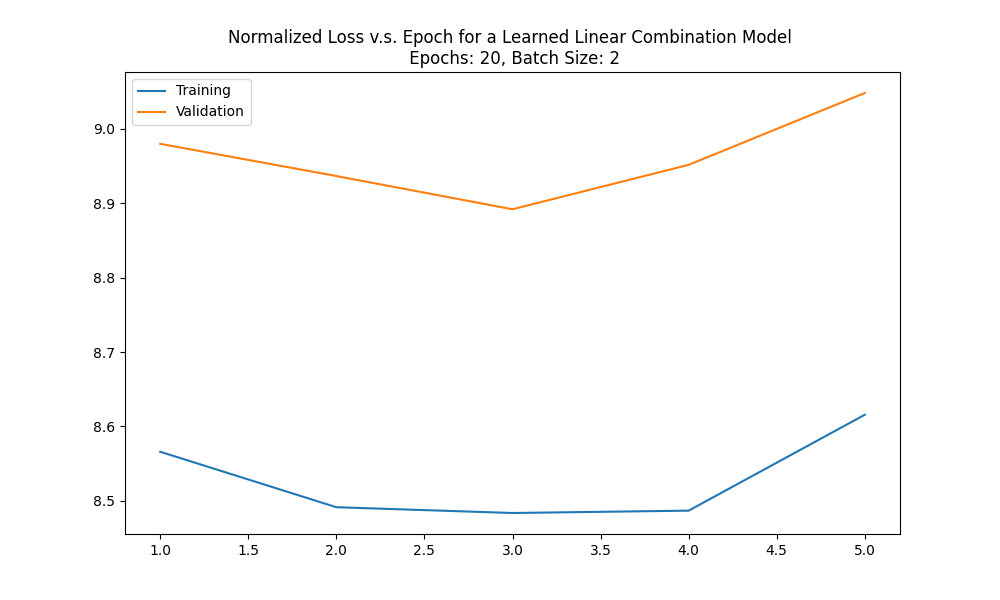 Normalized Loss v.s. Epoch for a Learned Linear Combination Model
Epochs: 20, Batch Size: 2
Training
Validation
9.0
8.9
8.8
8.7
8.6
8.5
1.0 1.5 2.0 2.5 3.0 3.5 4.0 4.5 5.0